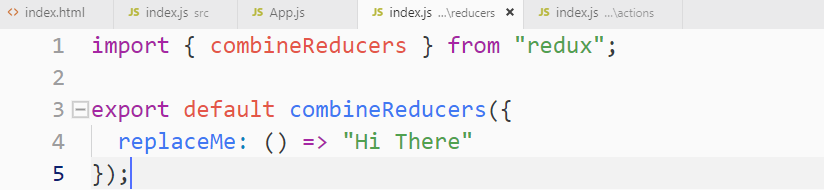 index.html JS index.js src JS App.js JS index.js ...\reducers × JS index.js ...\actions
1 import { combineReducers } from "redux";
2
3 export default combineReducers({
4 replaceMe: () => "Hi There"
5 });